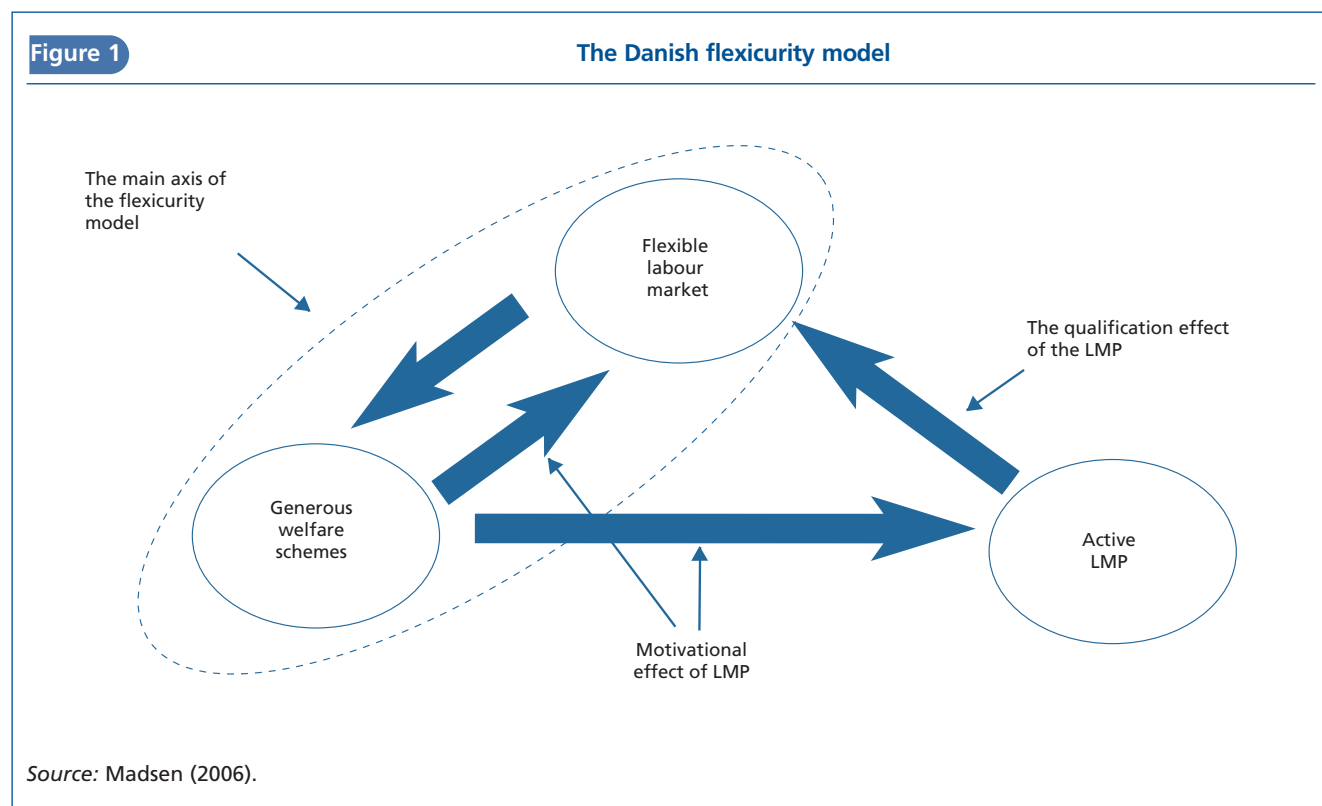 Figure 1
The Danish flexicurity model
The main axis of
the flexicurity
model
Flexible
labour
market
The qualification effect
of the LMP
Generous
welfare
schemes
Active
LMP
Motivational
effect of LMP
Source: Madsen (2006).